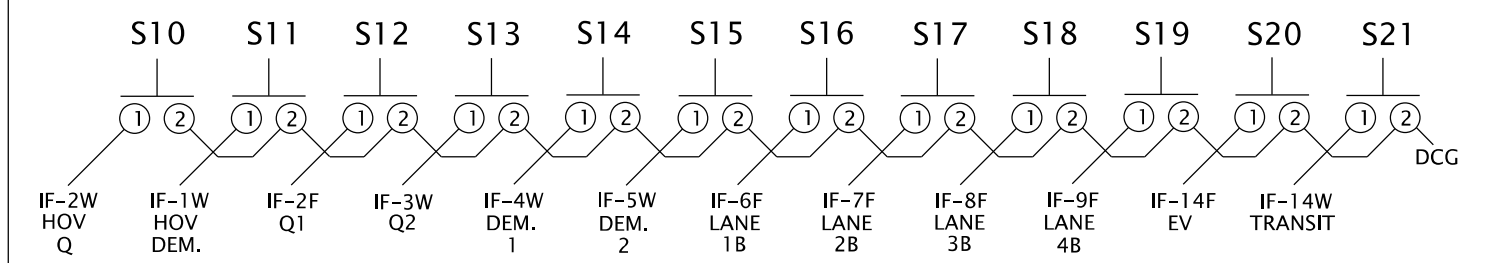 S10 S11 S12 S13 S14 S15 S16 S17 S18 S19 S20 S21
1 2 1 2 1 2 1 2 1 2 1 2 1 2 1 2 1 2 1 2 1 2 1 2
DCG
IF-2W IF-1W IF-2F IF-3W IF-4W IF-5W IF-6F IF-7F IF-8F IF-9F IF-14F IF-14W
HOV HOV Q1 Q2 DEM. DEM. LANE LANE LANE LANE EV TRANSIT
Q DEM. 1 2 1B 2B 3B 4B